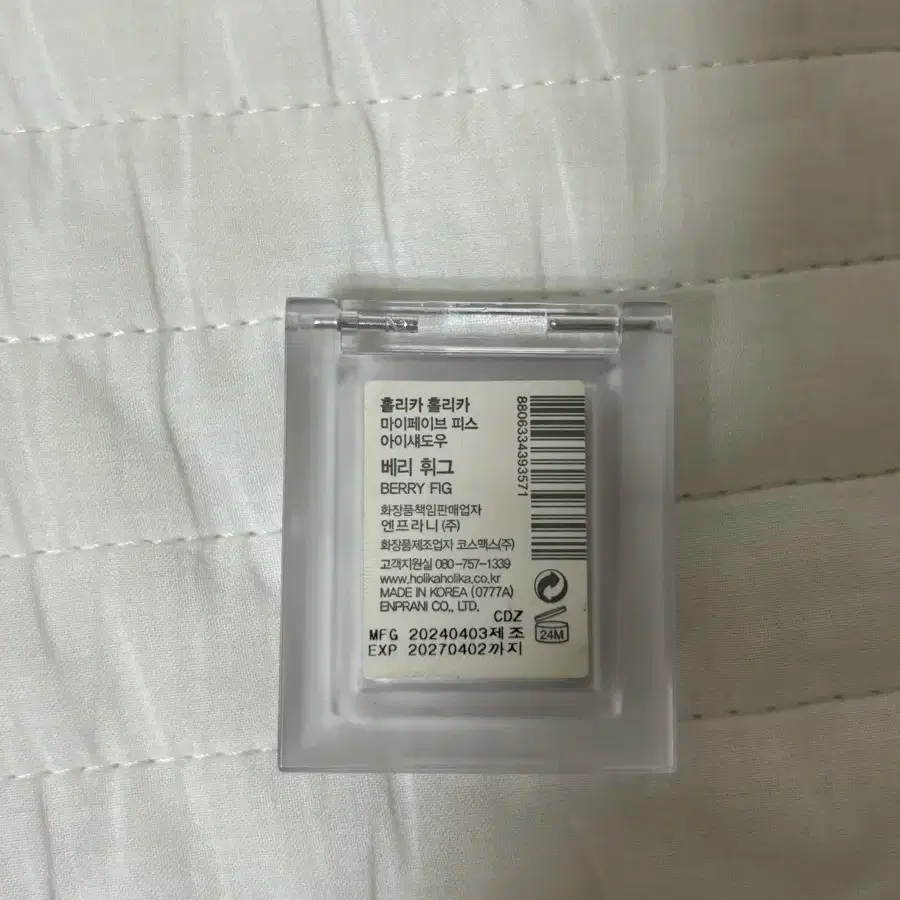 홀리카 홀리카
마이페이브 피스
아이섀도우
베리 휘그
BERRY FIG
화장품책임판매업자
엔프라니 (주)
화장품제조업자 코스맥스(주)
고객지원실 080-757-1339
www.holikaholika.co.kr
MADE IN KOREA (0777A)
ENPRANI CO., LTD.
CDZ
MFG 20240403제조
EXP 20270402까지
8806334393571
24M